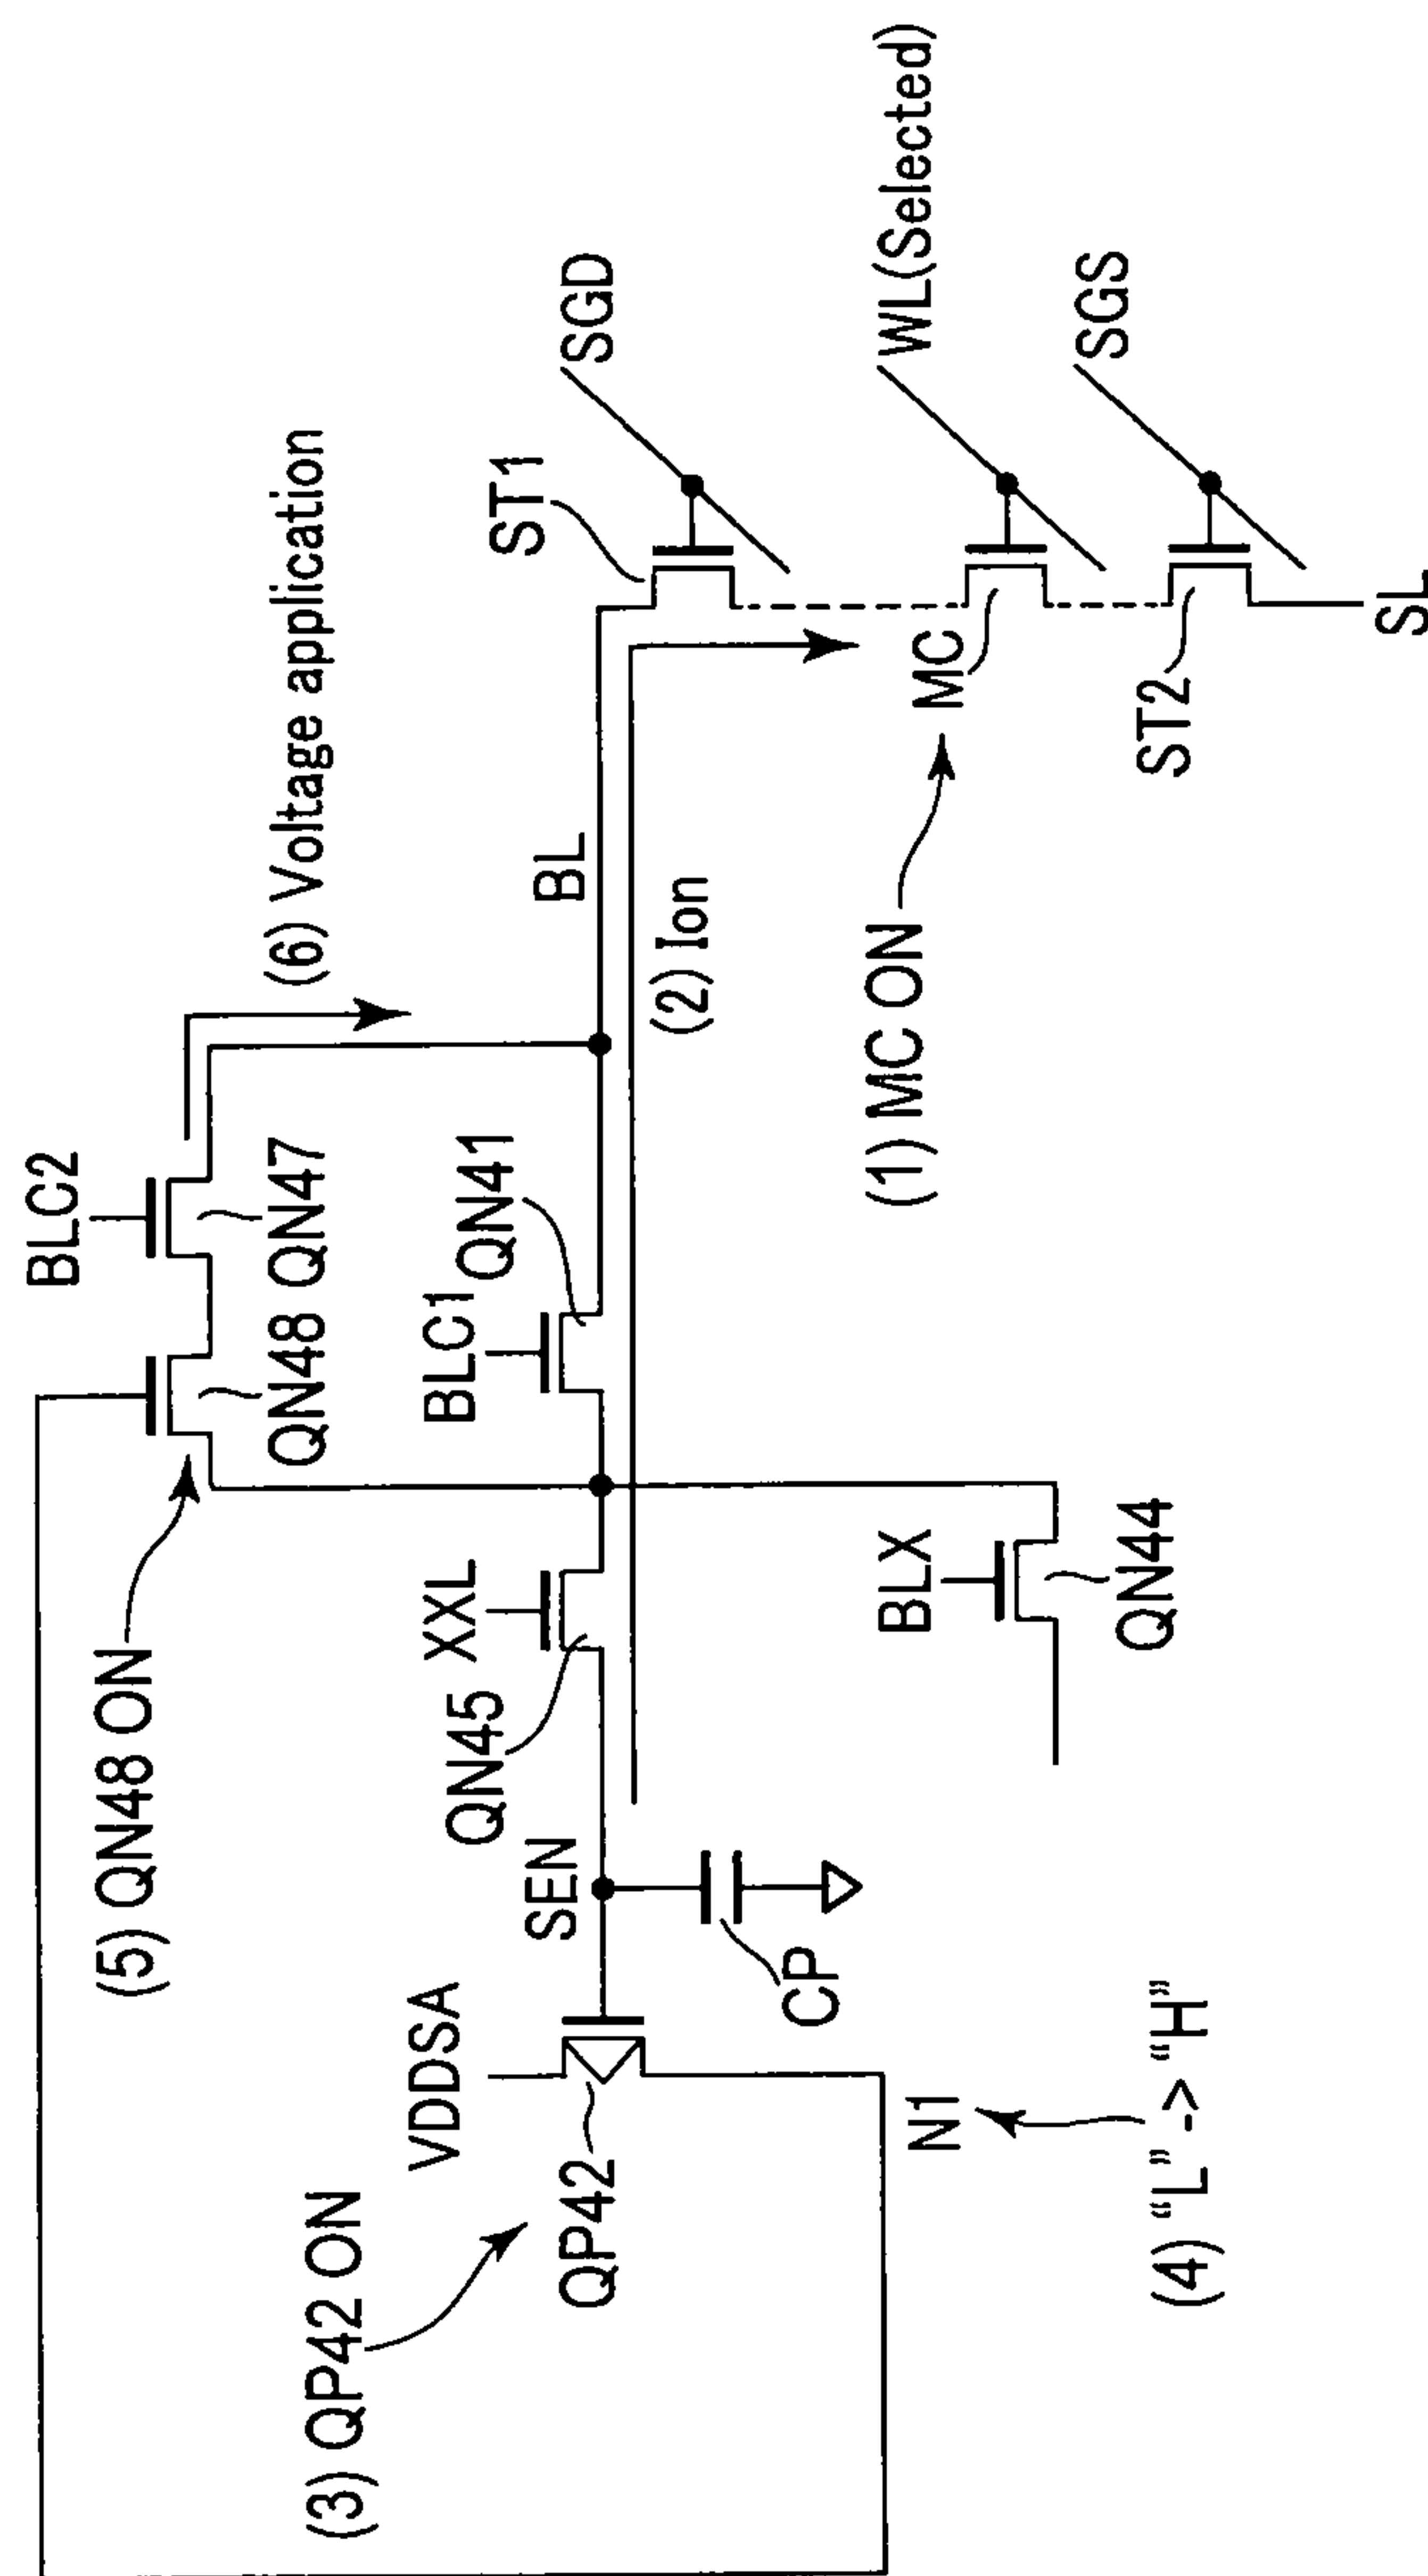 BLC2
(6) Voltage application
(5) QN48 ON
QN48
QN47
BLC1
QN41
XXL
QN45
BL
ST1
SGD
(3) QP42 ON
VDDSA
SEN
QP42
CP
(2) Ion
MC
WL(Selected)
(1) MC ON
BLX
QN44
N1
(4) “L” -> “H”
ST2
SGS
SL